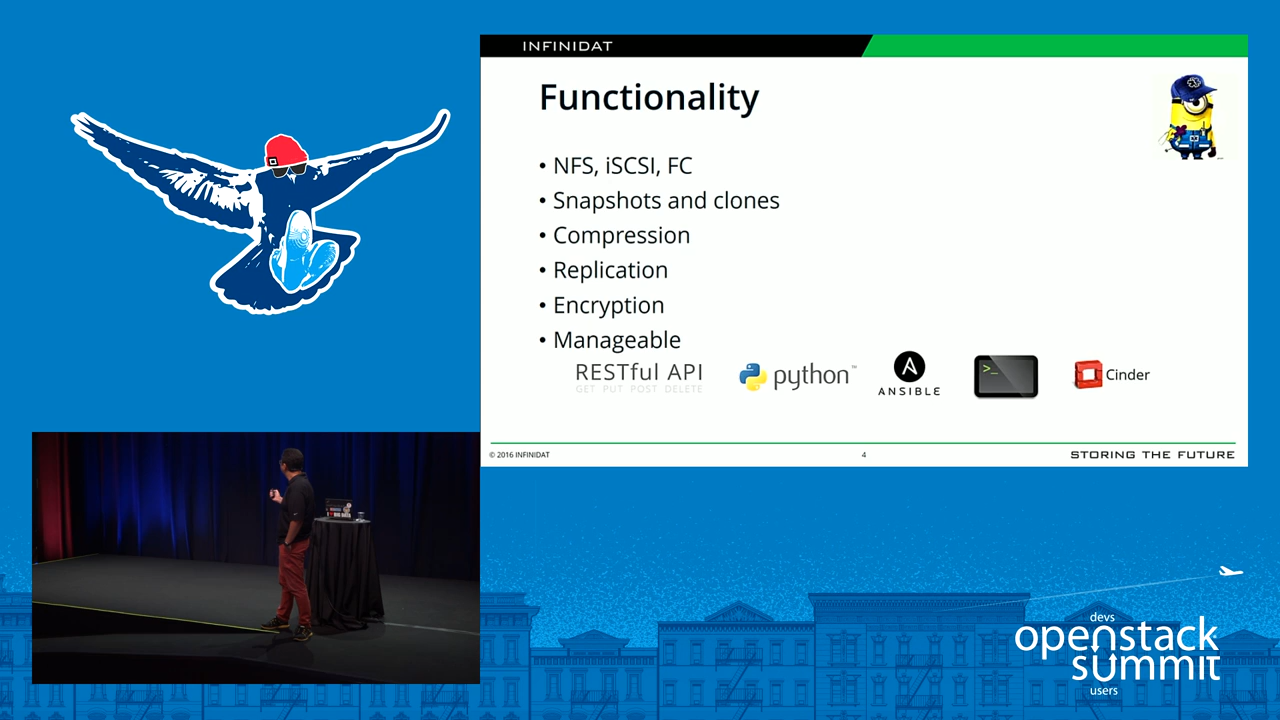 INFINIDAT
Functionality
• NFS, iSCSI, FC
• Snapshots and clones
• Compression
• Replication
• Encryption
• Manageable
RESTful API
GET PUT POST DELETE
python™
ANSIBLE
>_
Cinder
© 2016 INFINIDAT
4
STORING THE FUTURE
devs
openstack
summit
users